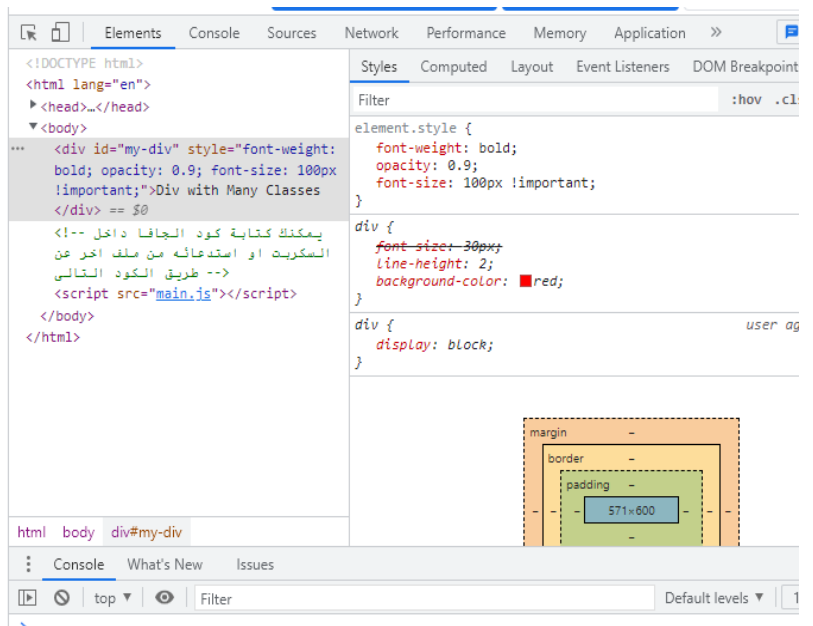 Elements Console Sources Network Performance Memory Application »
<!DOCTYPE html>
<html lang="en">
▶<head>…</head>
▼<body>
<div id="my-div" style="font-weight:
bold; opacity: 0.9; font-size: 100px
!important;">Div with Many Classes
</div> == $0
<!-- يمكنك كتابة كود الجافا داخل
السكربت او استدعائه من ملف اخر عن
طريق الكود التالى -->
<script src="main.js"></script>
</body>
</html>
html body div#my-div
Styles Computed Layout Event Listeners DOM Breakpoint
Filter :hov .cl
element.style {
font-weight: bold;
opacity: 0.9;
font-size: 100px !important;
}
div {
font-size: 30px;
line-height: 2;
background-color: red;
}
div { user ag
display: block;
}
margin –
border –
padding –
– – – 571×600 – – –
–
Console What's New Issues
top ▼ Filter Default levels ▼ 1